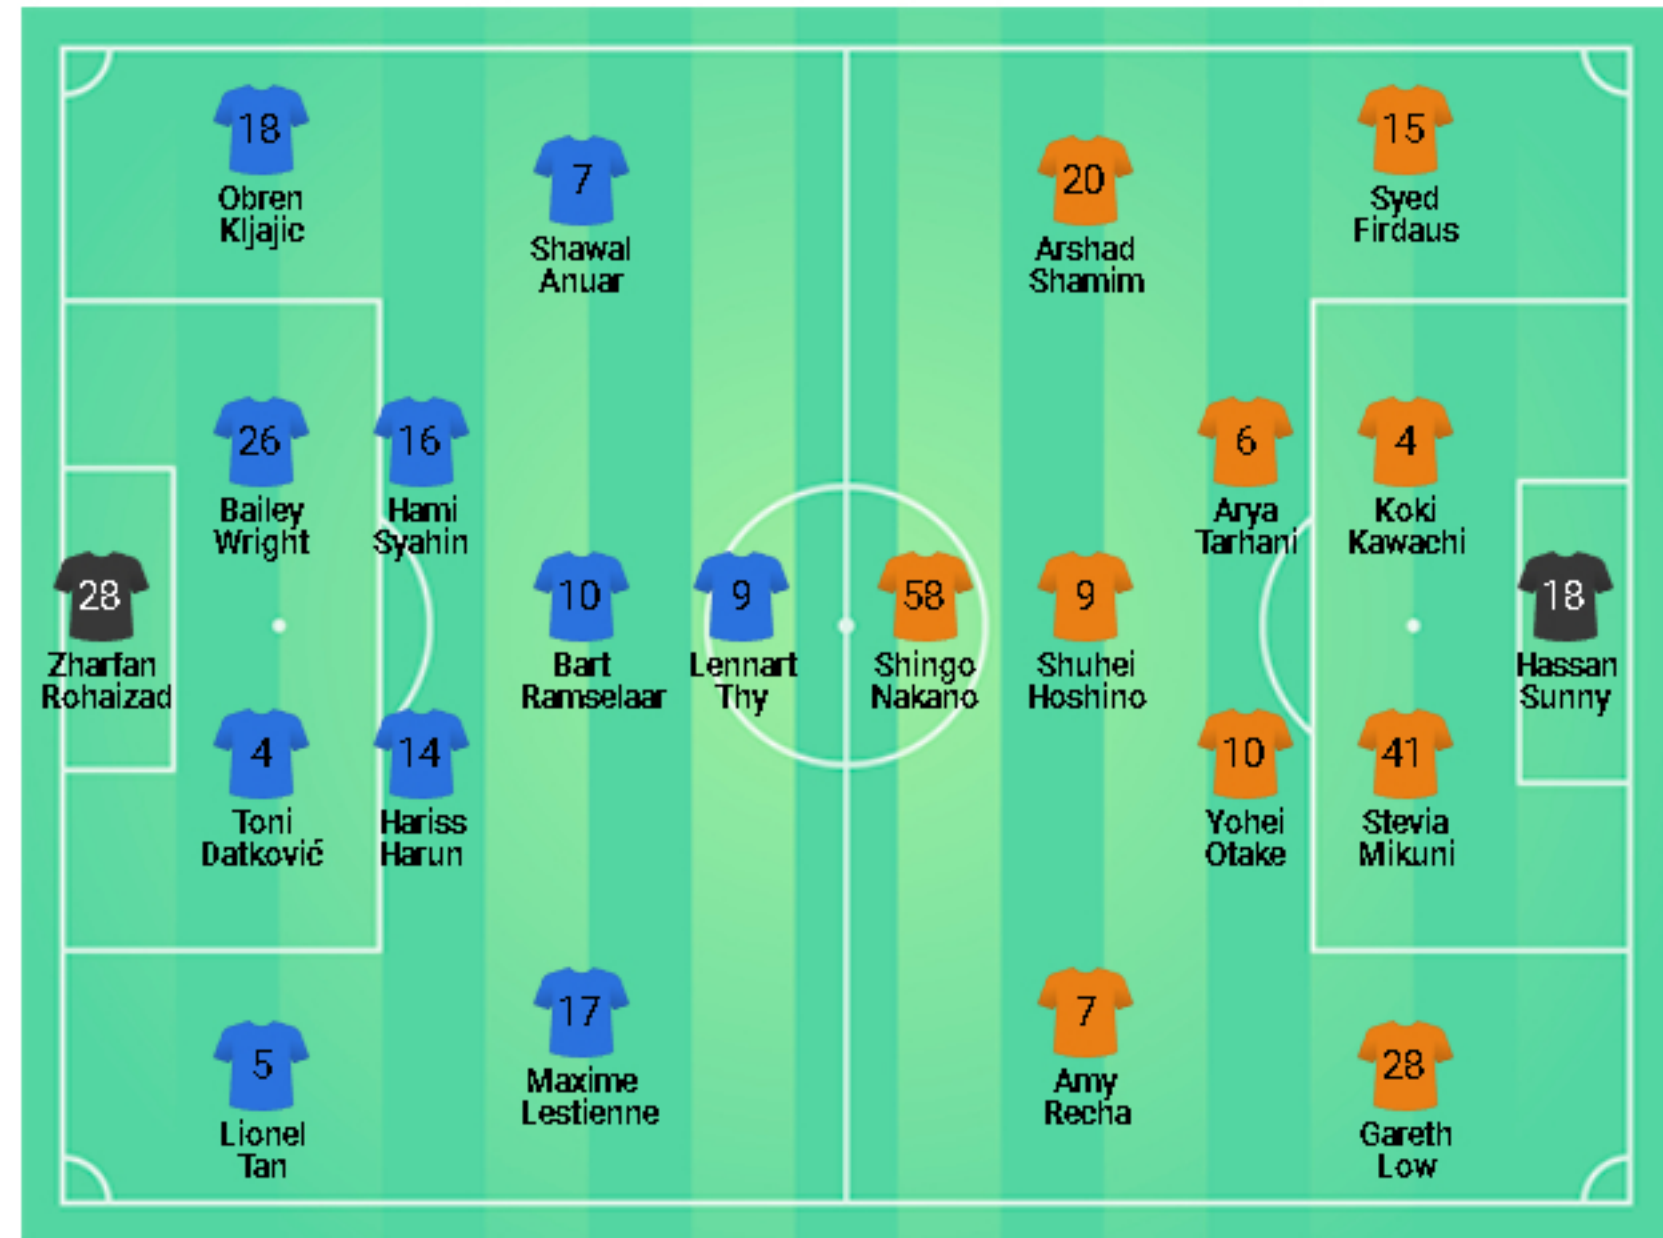 18
Obren
Kljajic
7
Shawal
Anuar
20
Arshad
Shamim
15
Syed
Firdaus
26
Bailey
Wright
16
Hami
Syahin
6
Arya
Tarhani
4
Koki
Kawachi
28
Zharfan
Rohaizad
10
Bart
Ramselaar
9
Lennart
Thy
58
Shingo
Nakano
9
Shuhei
Hoshino
18
Hassan
Sunny
4
Toni
Datković
14
Hariss
Harun
10
Yohei
Otake
41
Stevia
Mikuni
5
Lionel
Tan
17
Maxime
Lestienne
7
Amy
Recha
28
Gareth
Low